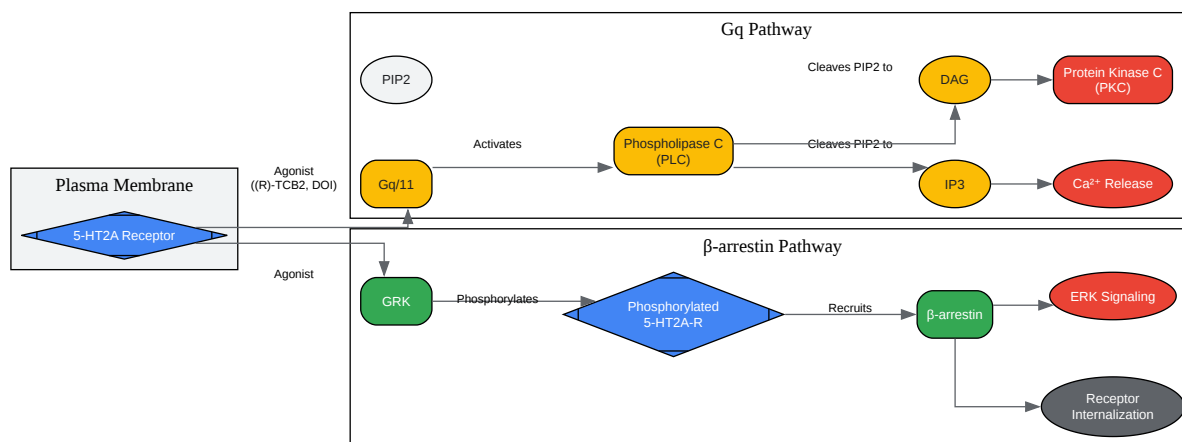 Gq Pathway
PIP2
Cleaves PIP2 to
DAG
Protein Kinase C
(PKC)
Activates
Phospholipase C
(PLC)
Cleaves PIP2 to
Plasma Membrane
Agonist
((R)-TCB2, DOI)
Gq/11
IP3
Ca²⁺ Release
5-HT2A Receptor
β-arrestin Pathway
Agonist
GRK
Phosphorylates
Phosphorylated
5-HT2A-R
Recruits
β-arrestin
ERK Signaling
Receptor
Internalization